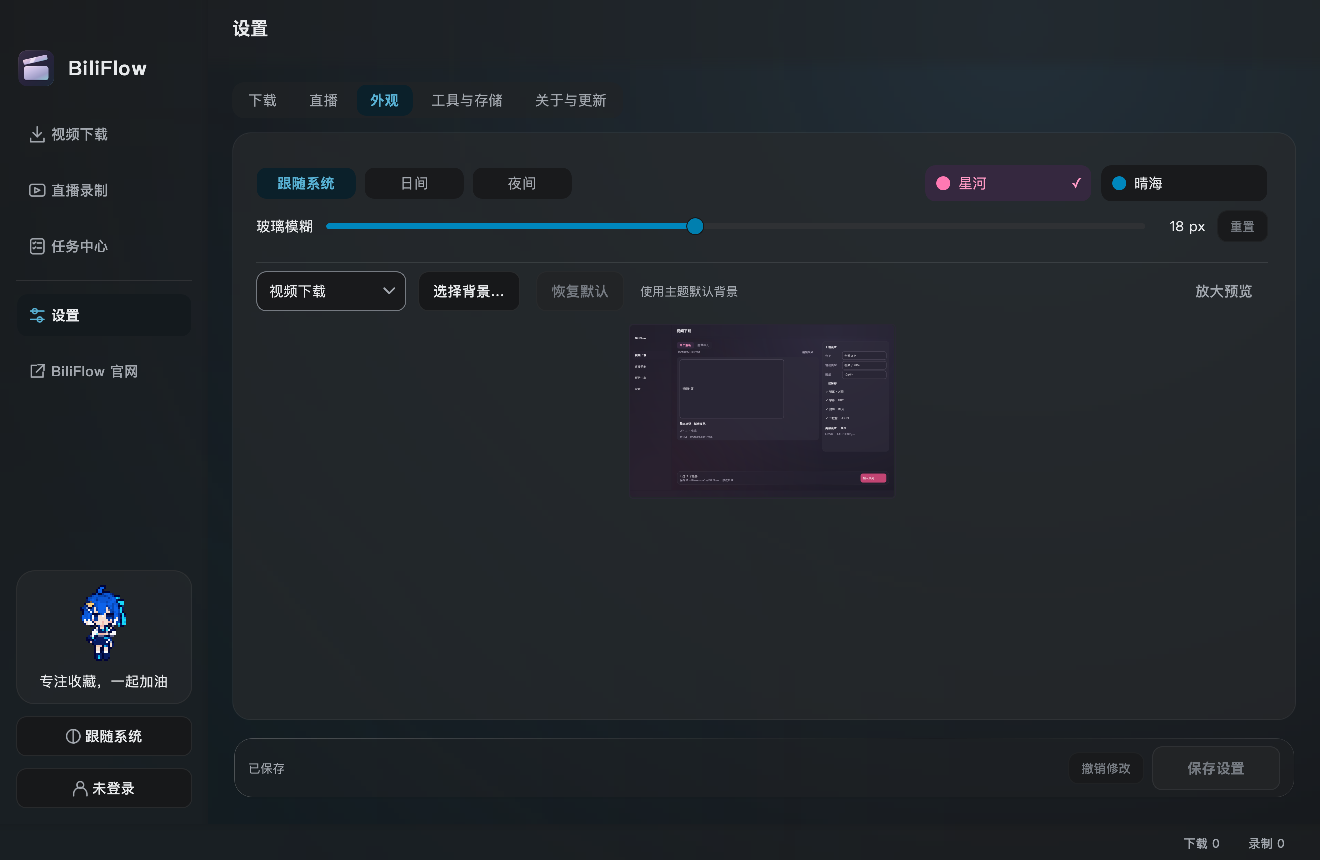 设置
BiliFlow
下载 直播 外观 工具与存储 关于与更新
视频下载
直播录制
任务中心
设置
BiliFlow 官网
跟随系统 日间 夜间 星河 ✓ 晴海
玻璃模糊 18 px 重置
视频下载 选择背景... 恢复默认 使用主题默认背景 放大预览
专注收藏，一起加油
跟随系统
未登录
已保存 撤销修改 保存设置
下载 0 录制 0